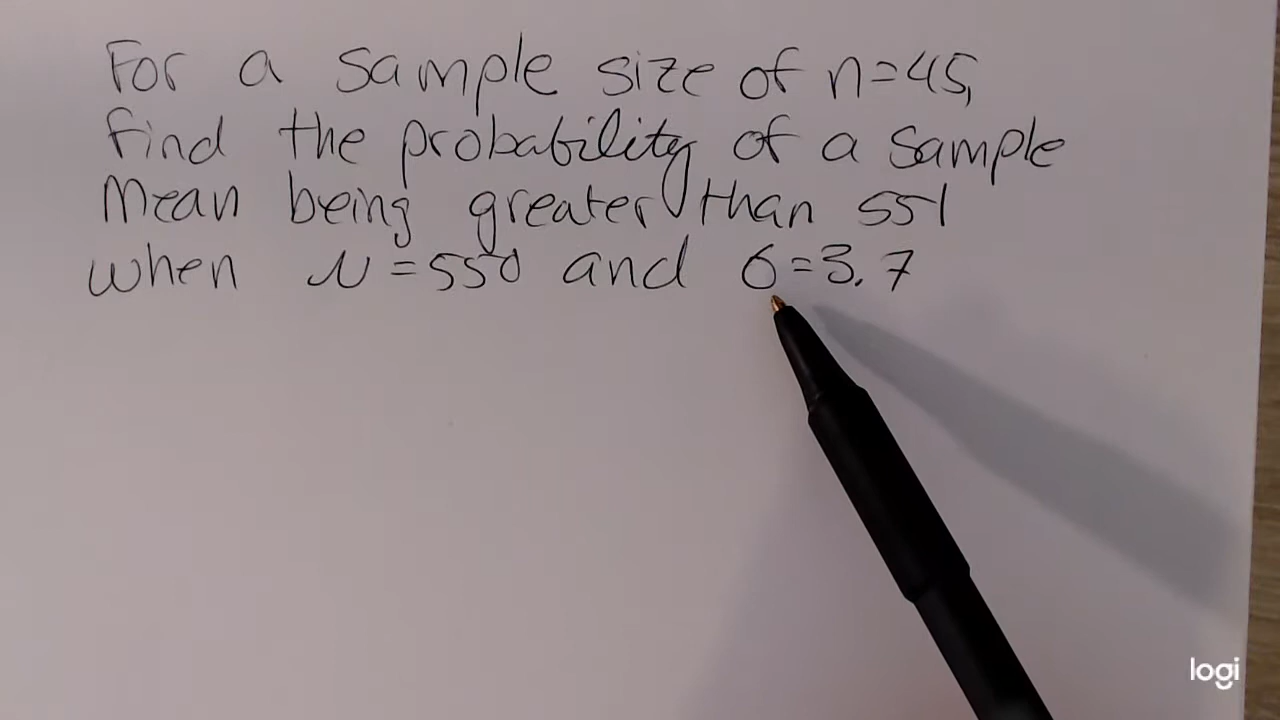 For a sample size of n=45,
find the probability of a sample
Mean being greater than 551
when μ=550 and σ=3.7
logi